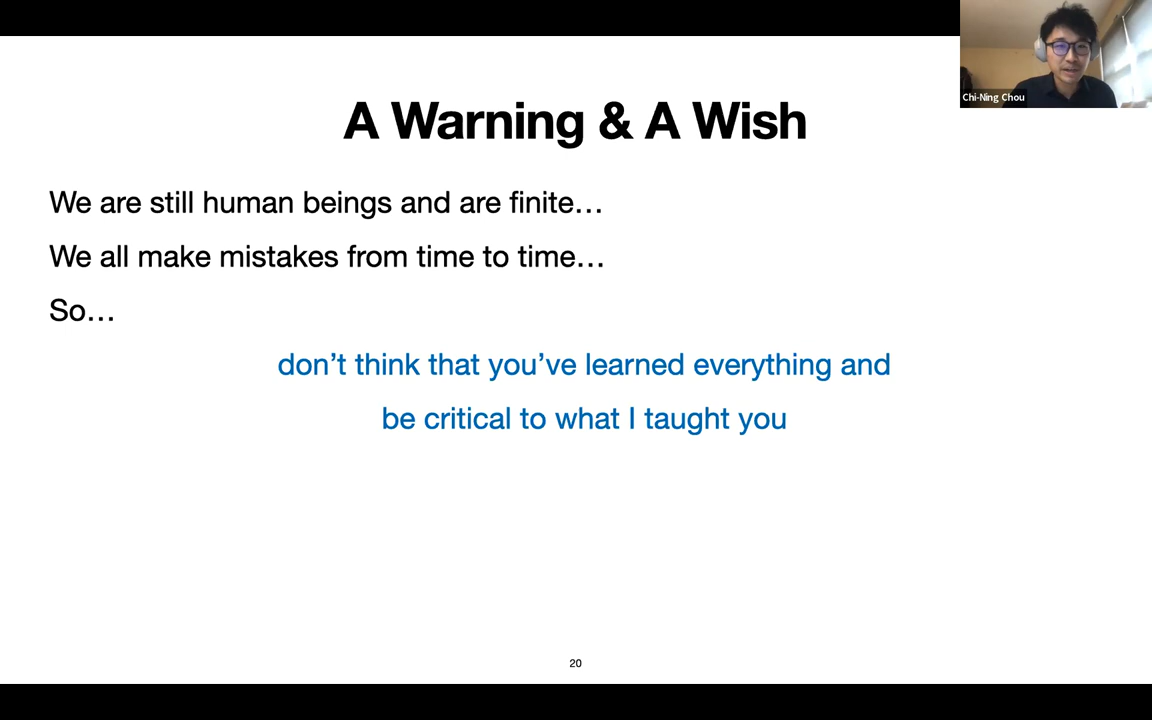 Chi-Ning Chou
A Warning & A Wish
We are still human beings and are finite…
We all make mistakes from time to time…
So…
don’t think that you’ve learned everything and
be critical to what I taught you
20